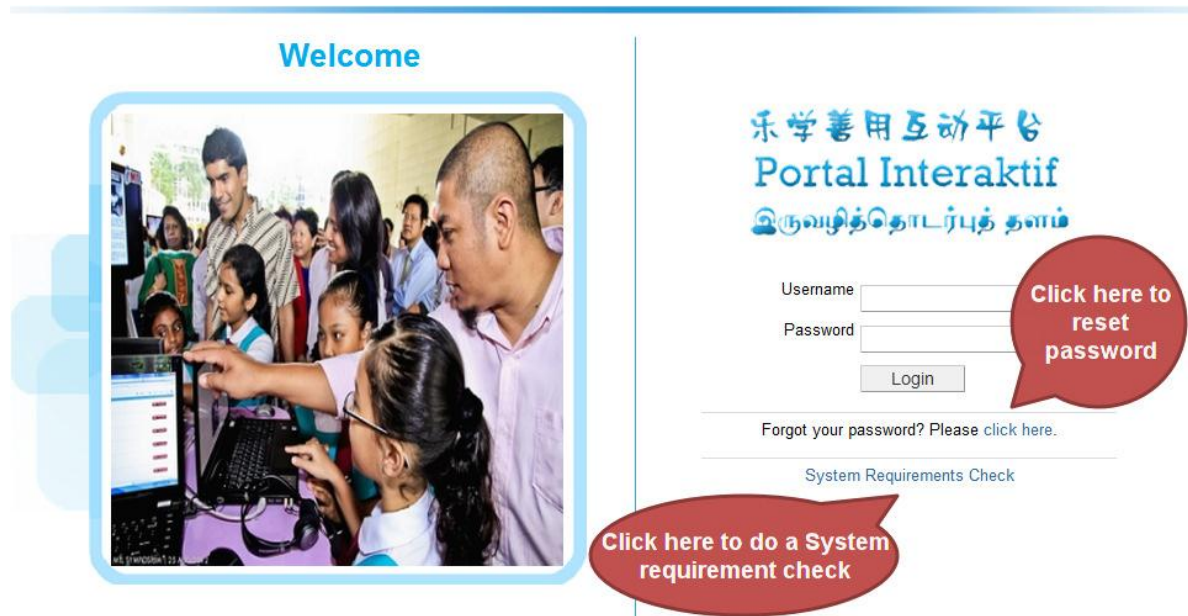 Welcome
乐学善用互动平台
Portal Interaktif
இருவழித்தொடர்புத் தளம்
Username
Password
Login
Click here to
reset
password
Forgot your password? Please click here.
System Requirements Check
Click here to do a System
requirement check